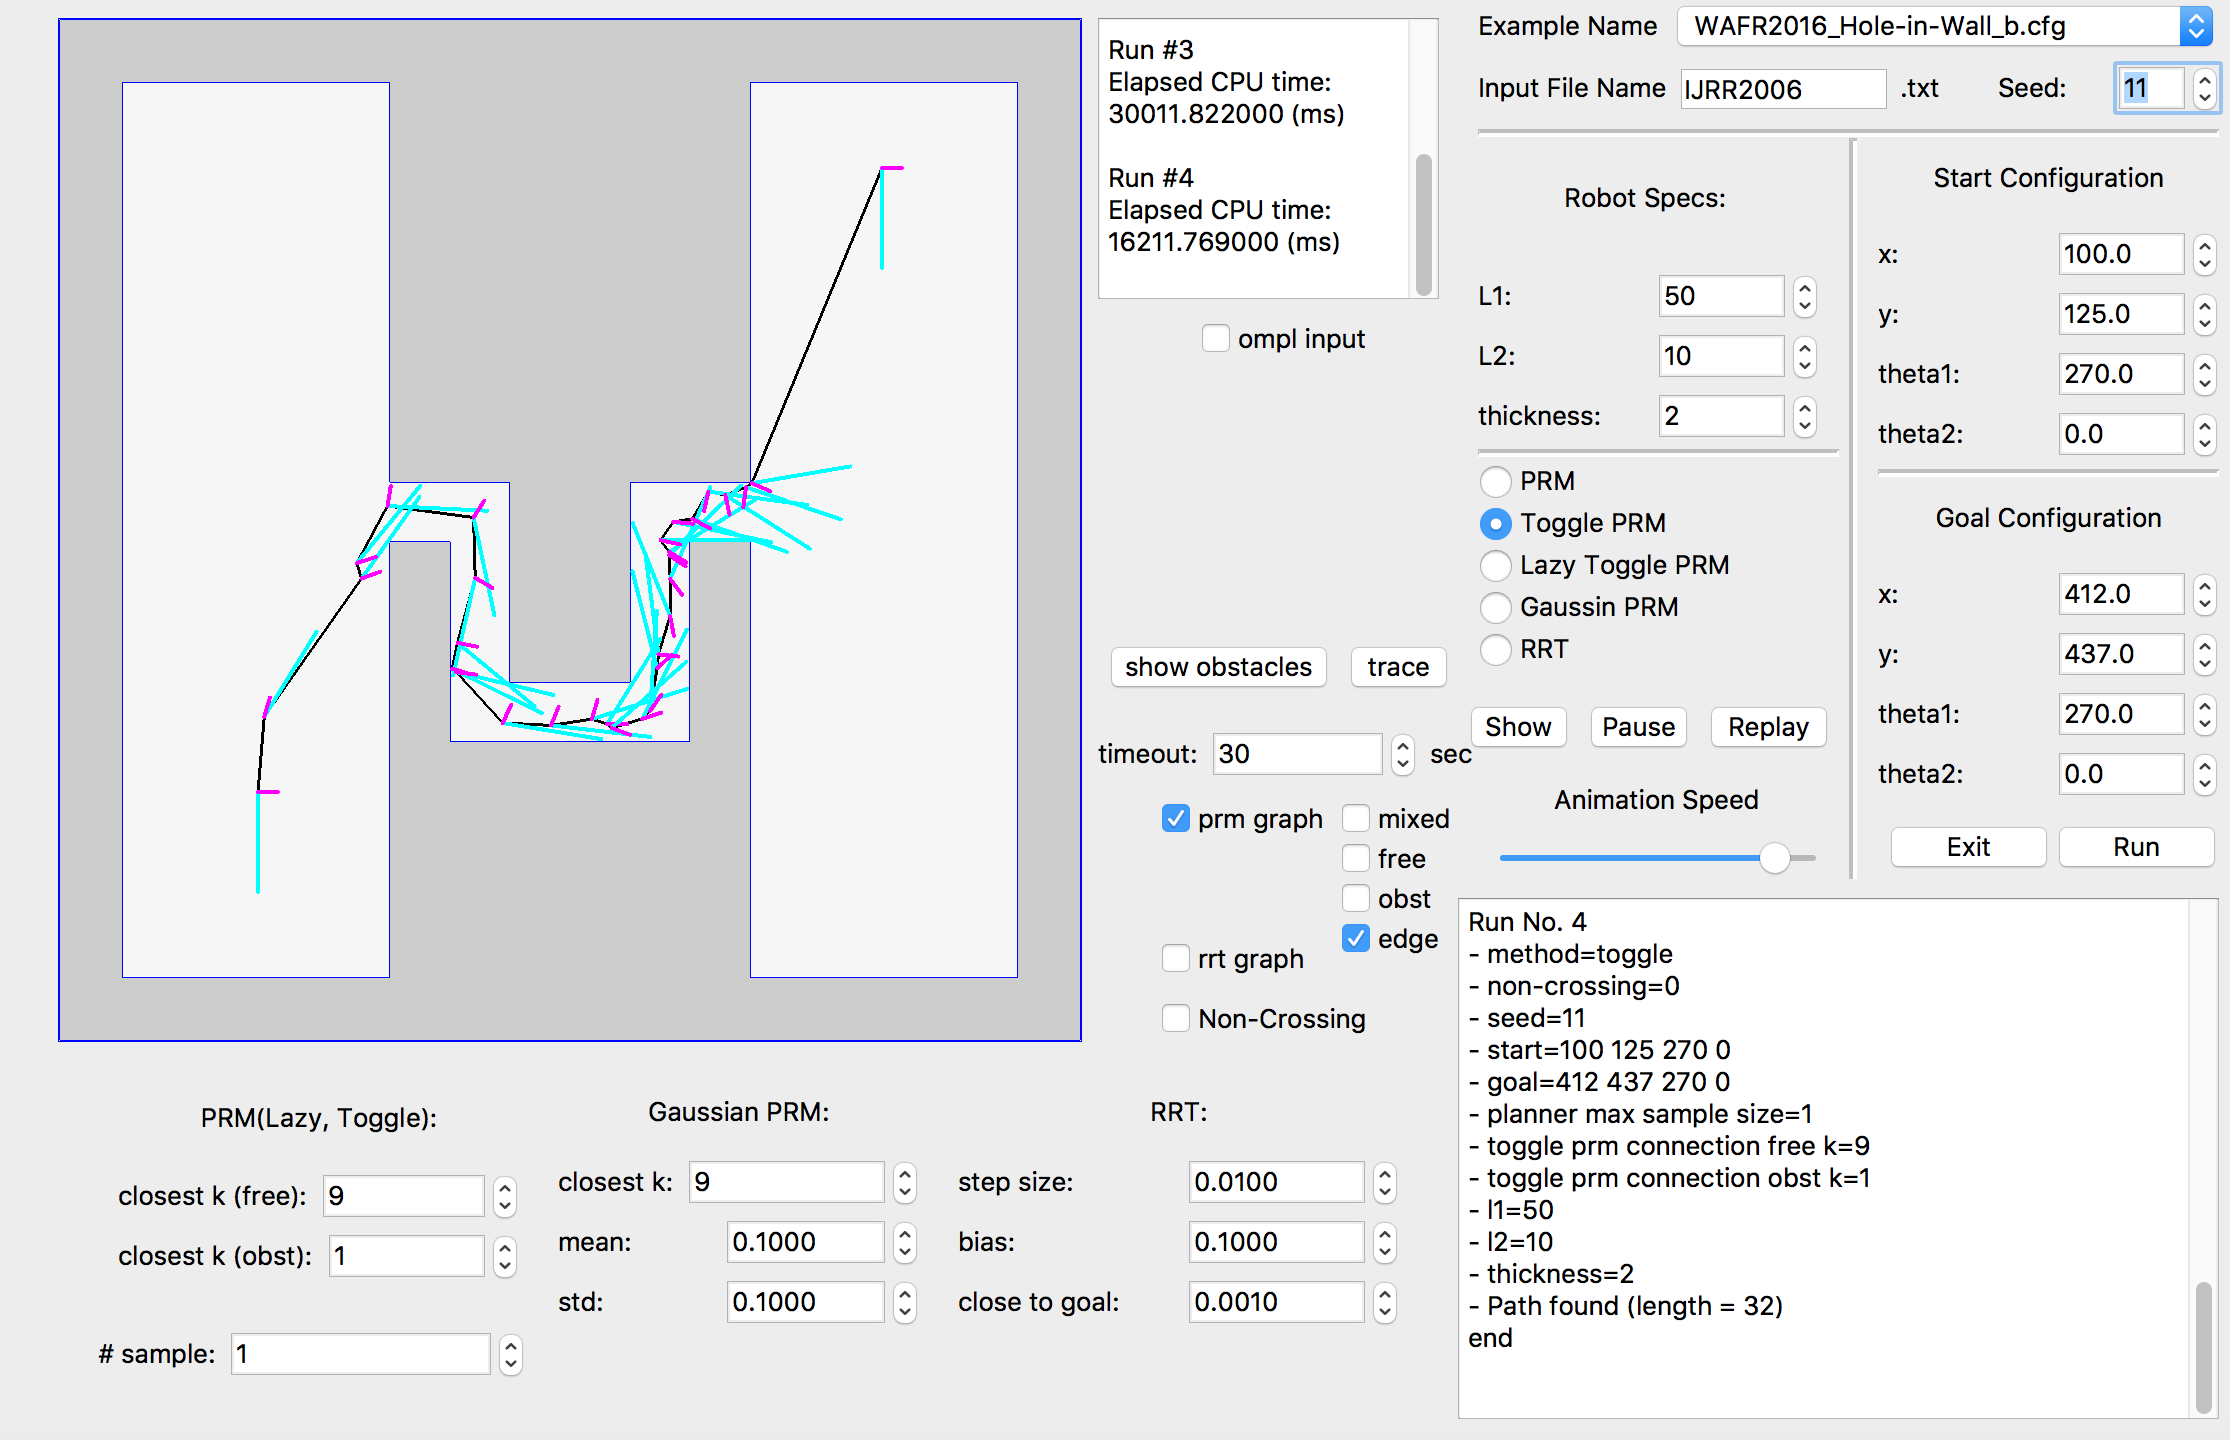 Run #3
Elapsed CPU time:
30011.822000 (ms)
Run #4
Elapsed CPU time:
16211.769000 (ms)
ompl input
show obstacles trace
timeout: 30 sec
prm graph mixed
free
obst
edge
rrt graph
Non-Crossing
Example Name WAFR2016_Hole-in-Wall_b.cfg
Input File Name IJRR2006 .txt Seed: 11
Robot Specs:
L1: 50
L2: 10
thickness: 2
PRM
Toggle PRM
Lazy Toggle PRM
Gaussin PRM
RRT
Show Pause Replay
Animation Speed
Start Configuration
x: 100.0
y: 125.0
theta1: 270.0
theta2: 0.0
Goal Configuration
x: 412.0
y: 437.0
theta1: 270.0
theta2: 0.0
Exit Run
Run No. 4
- method=toggle
- non-crossing=0
- seed=11
- start=100 125 270 0
- goal=412 437 270 0
- planner max sample size=1
- toggle prm connection free k=9
- toggle prm connection obst k=1
- l1=50
- l2=10
- thickness=2
- Path found (length = 32)
end
PRM(Lazy, Toggle):
closest k (free): 9
closest k (obst): 1
# sample: 1
Gaussian PRM:
closest k: 9
mean: 0.1000
std: 0.1000
RRT:
step size: 0.0100
bias: 0.1000
close to goal: 0.0010